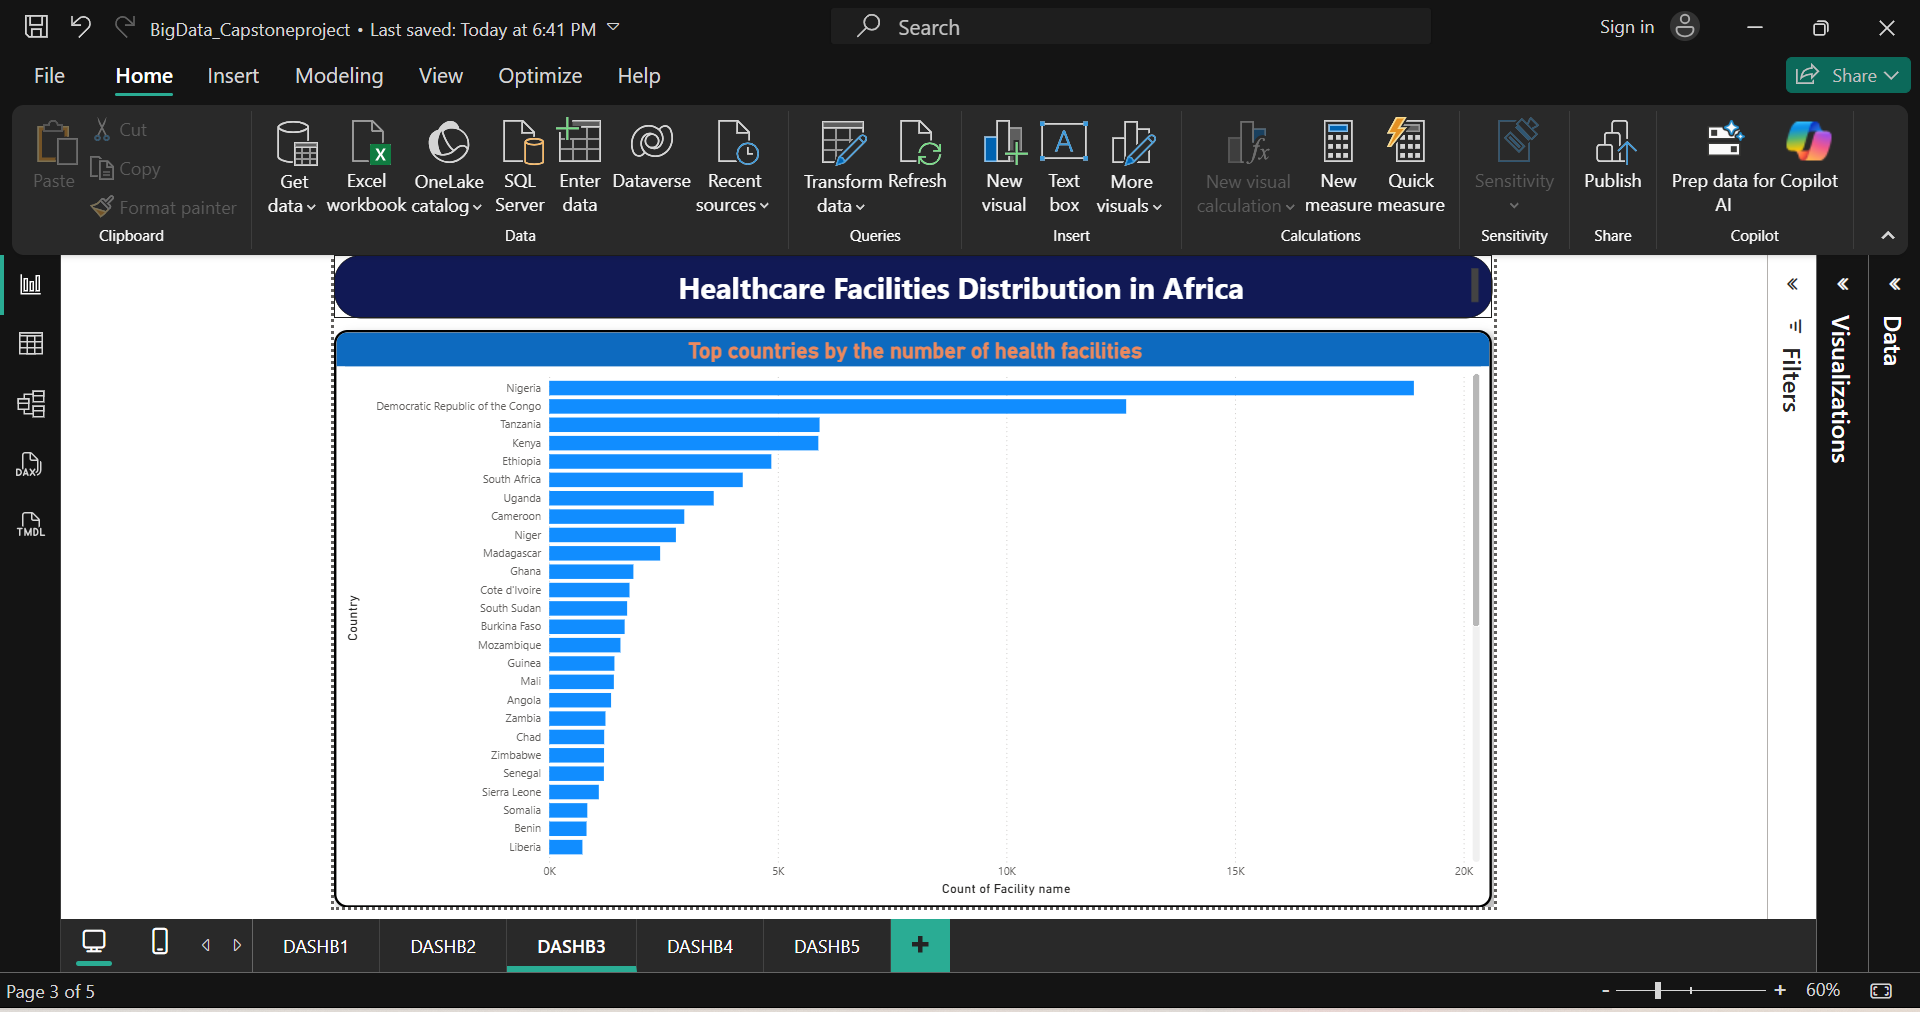 BigData_Capstoneproject • Last saved: Today at 6:41 PM
Search
Sign in
File
Home
Insert
Modeling
View
Optimize
Help
Share
Paste
Cut
Copy
Format painter
Clipboard
Get data
Excel workbook
OneLake catalog
SQL Server
Enter data
Dataverse
Recent sources
Data
Transform data
Refresh
Queries
New visual
Text box
More visuals
Insert
New visual calculation
New measure
Quick measure
Calculations
Sensitivity
Sensitivity
Publish
Share
Prep data for AI
Copilot
Copilot
DAX
TMDL
Healthcare Facilities Distribution in Africa
Top countries by the number of health facilities
Country
Nigeria
Democratic Republic of the Congo
Tanzania
Kenya
Ethiopia
South Africa
Uganda
Cameroon
Niger
Madagascar
Ghana
Cote d'Ivoire
South Sudan
Burkina Faso
Mozambique
Guinea
Mali
Angola
Zambia
Chad
Zimbabwe
Senegal
Sierra Leone
Somalia
Benin
Liberia
0K
5K
10K
15K
20K
Count of Facility name
Filters
Visualizations
Data
DASHB1
DASHB2
DASHB3
DASHB4
DASHB5
Page 3 of 5
60%